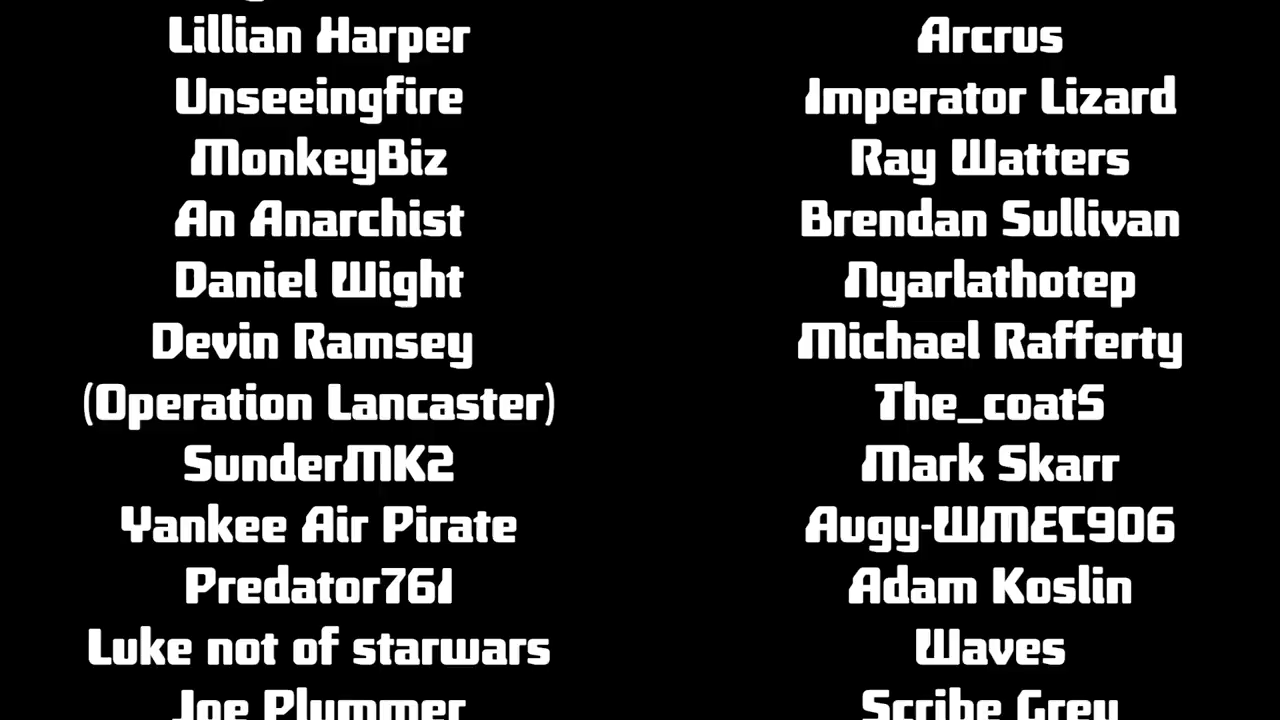 Lillian Harper
Unseeingfire
MonkeyBiz
An Anarchist
Daniel Wight
Devin Ramsey
(Operation Lancaster)
SunderMK2
Yankee Air Pirate
Predator761
Luke not of starwars
Joe Plummer
Arcrus
Imperator Lizard
Ray Watters
Brendan Sullivan
Nyarlathotep
Michael Rafferty
The_coatS
Mark Skarr
Augy-WMEC906
Adam Koslin
Waves
Scribe Grey